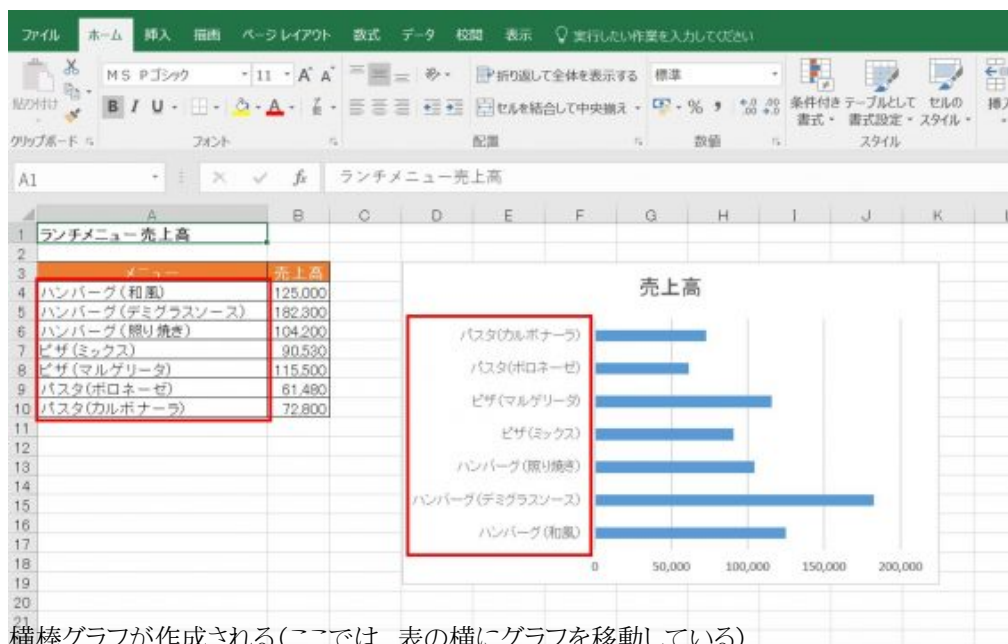 ファイル ホーム 挿入 描画 ページ レイアウト 数式 データ 校閲 表示 実行したい作業を入力してください
MS Pゴシック 11 A A 折り返して全体を表示する 標準
B I U A セルを結合して中央揃え % 条件付き書式 テーブルとして書式設定 セルのスタイル
クリップボード フォント 配置 数値 スタイル
A1 fx ランチメニュー売上高
A B C D E F G H I J K
1 ランチメニュー売上高
2
3 メニュー 売上高
4 ハンバーグ(和風) 125,000
5 ハンバーグ(デミグラスソース) 182,300
6 ハンバーグ(照り焼き) 104,200
7 ピザ(ミックス) 90,530
8 ピザ(マルゲリータ) 115,500
9 パスタ(ボロネーゼ) 61,480
10 パスタ(カルボナーラ) 72,800
11
12
13
14
15
16
17
18
19
20
21
売上高
パスタ(カルボナーラ)
パスタ(ボロネーゼ)
ピザ(マルゲリータ)
ピザ(ミックス)
ハンバーグ(照り焼き)
ハンバーグ(デミグラスソース)
ハンバーグ(和風)
0 50,000 100,000 150,000 200,000
横棒グラフが作成される(ここでは、表の横にグラフを移動している)